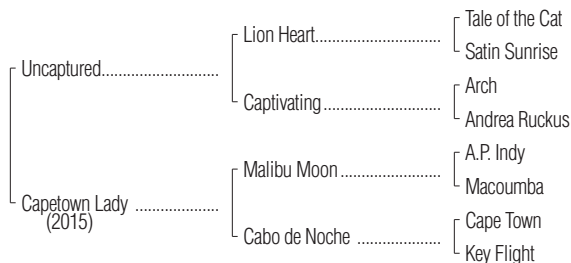 Tale of the Cat
Lion Heart
Satin Sunrise
Uncaptured
Arch
Captivating
Andrea Ruckus
A.P. Indy
Malibu Moon
Macoumba
Capetown Lady
(2015)
Cape Town
Cabo de Noche
Key Flight